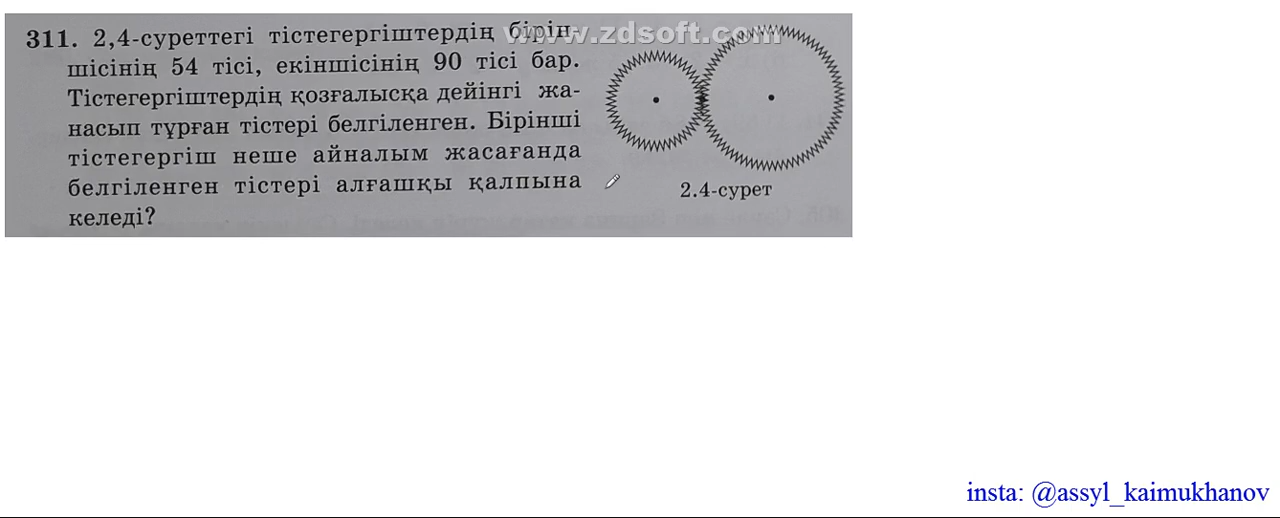 311. 2,4-суреттегі тістегергіштердің бірін-
шісінің 54 тісі, екіншісінің 90 тісі бар.
Тістегергіштердің қозғалысқа дейінгі жа-
насып тұрған тістері белгіленген. Бірінші
тістегергіш неше айналым жасағанда
белгіленген тістері алғашқы қалпына
келеді?
www.zdsoft.com
2.4-сурет
insta: @assyl_kaimukhanov